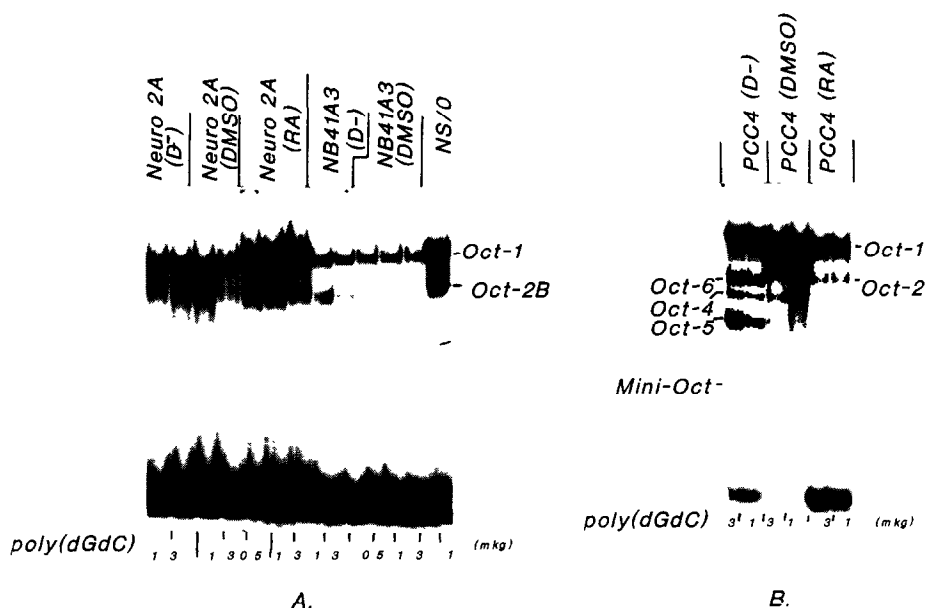 Neuro 2A
(D-)
Neuro 2A
(DMSO)
Neuro 2A
(RA)
NB41A3
(D-)
NB41A3
(DMSO)
NS/0
-Oct-1
Oct-2B
poly(dGdC)
1 3 1 3 0 5 1 3 1 3 0 5 1 3 1
(mkg)
A.
PCC4 (D-)
PCC4 (DMSO)
PCC4 (RA)
-Oct-1
Oct-6
Oct-2
Oct-4
Oct-5
Mini-Oct-
poly(dGdC)
3 1 3 1 3 1
(mkg)
B.